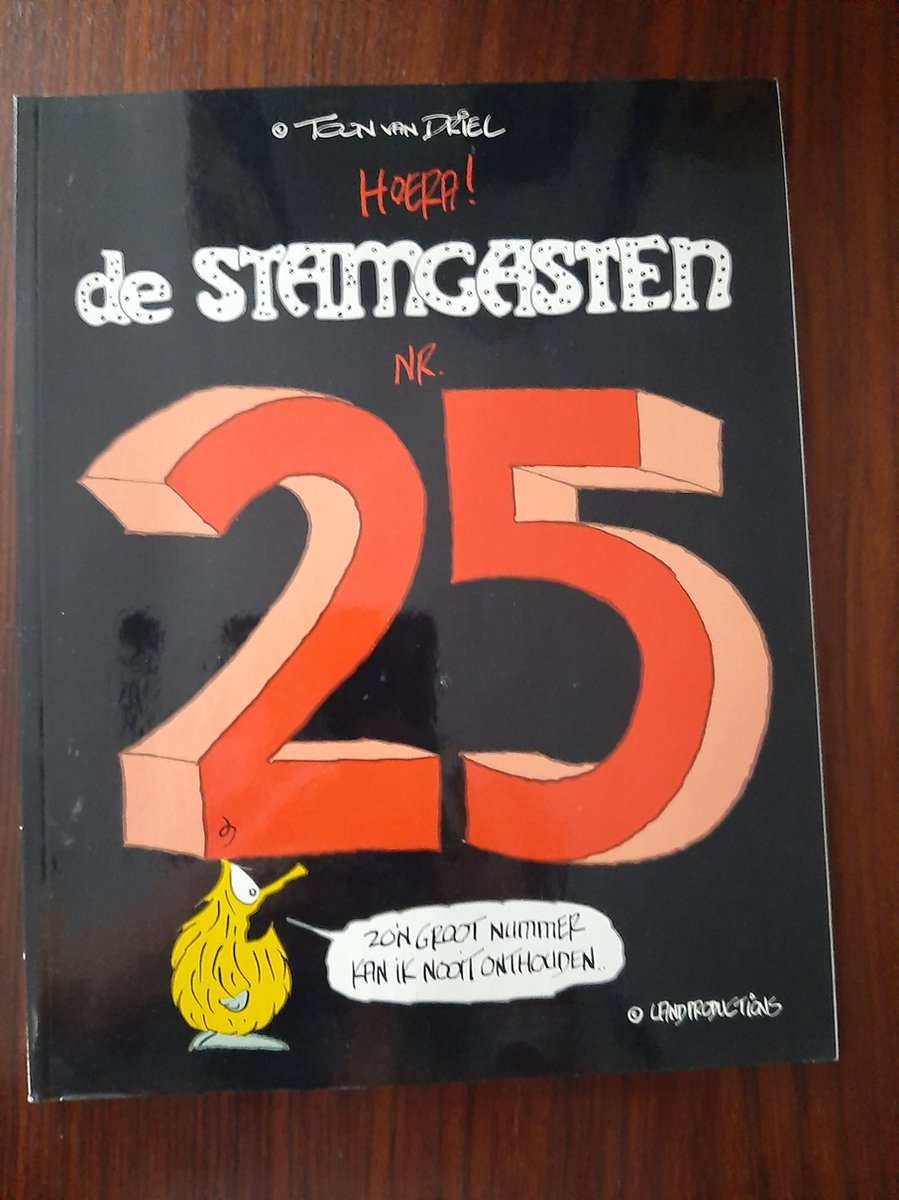 © TOON VAN DRIEL
HOERA!
de STAMGASTEN
NR.
25
ZO'N GROOT NUMMER
KAN IK NOOIT ONTHOUDEN..
© LANDPRODUCTIONS